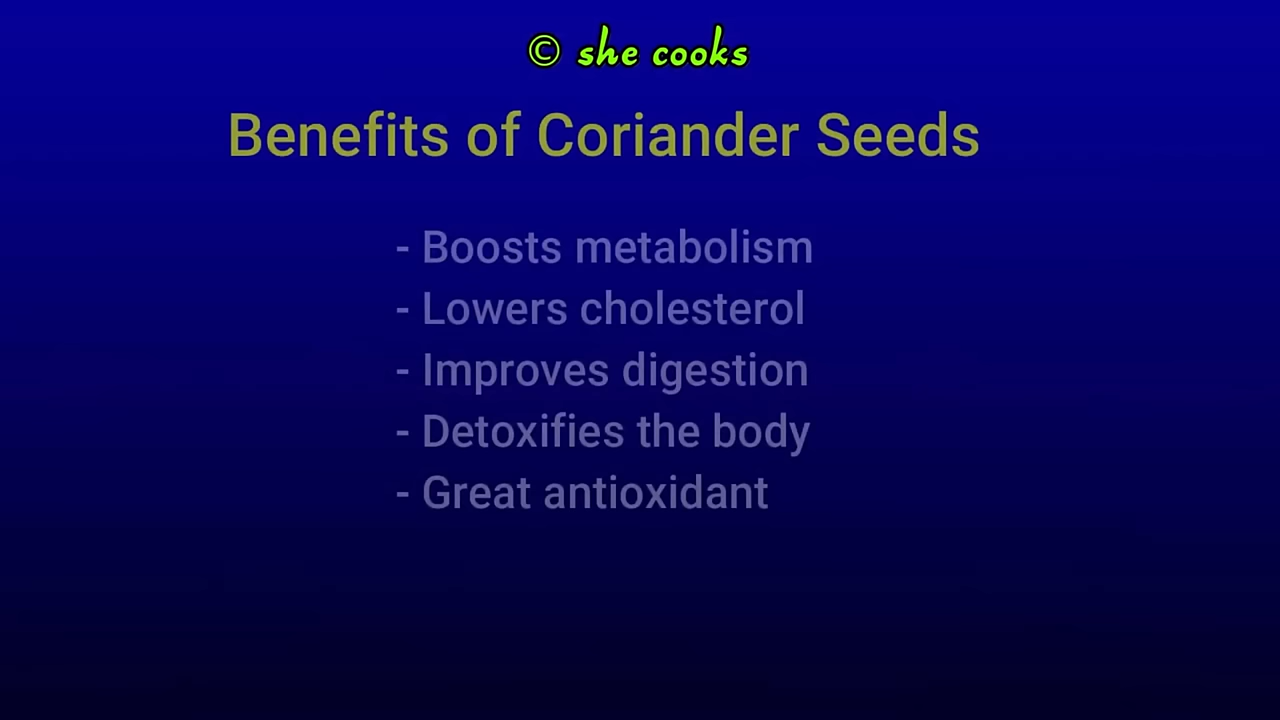 © she cooks
Benefits of Coriander Seeds
- Boosts metabolism
- Lowers cholesterol
- Improves digestion
- Detoxifies the body
- Great antioxidant